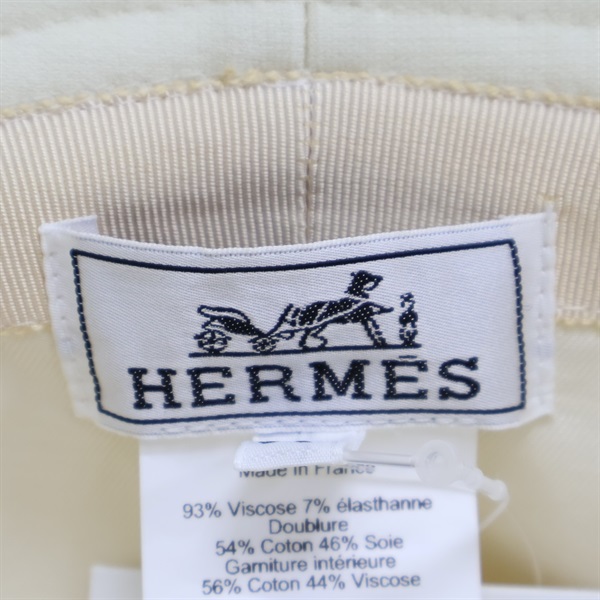 HERMÈS
Made in France
93% Viscose 7% élasthanne
Doublure
54% Coton 46% Soie
Garniture intérieure
56% Coton 44% Viscose